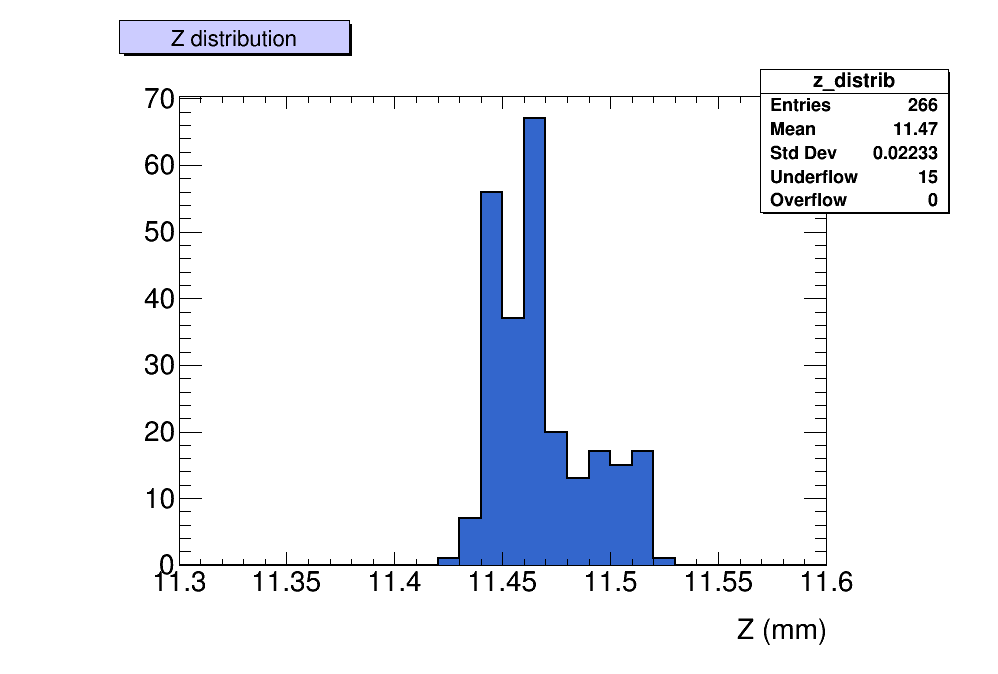 Z distribution
z_distrib
Entries 266
Mean 11.47
Std Dev 0.02233
Underflow 15
Overflow 0
70
60
50
40
30
20
10
0
11.3 11.35 11.4 11.45 11.5 11.55 11.6
Z (mm)